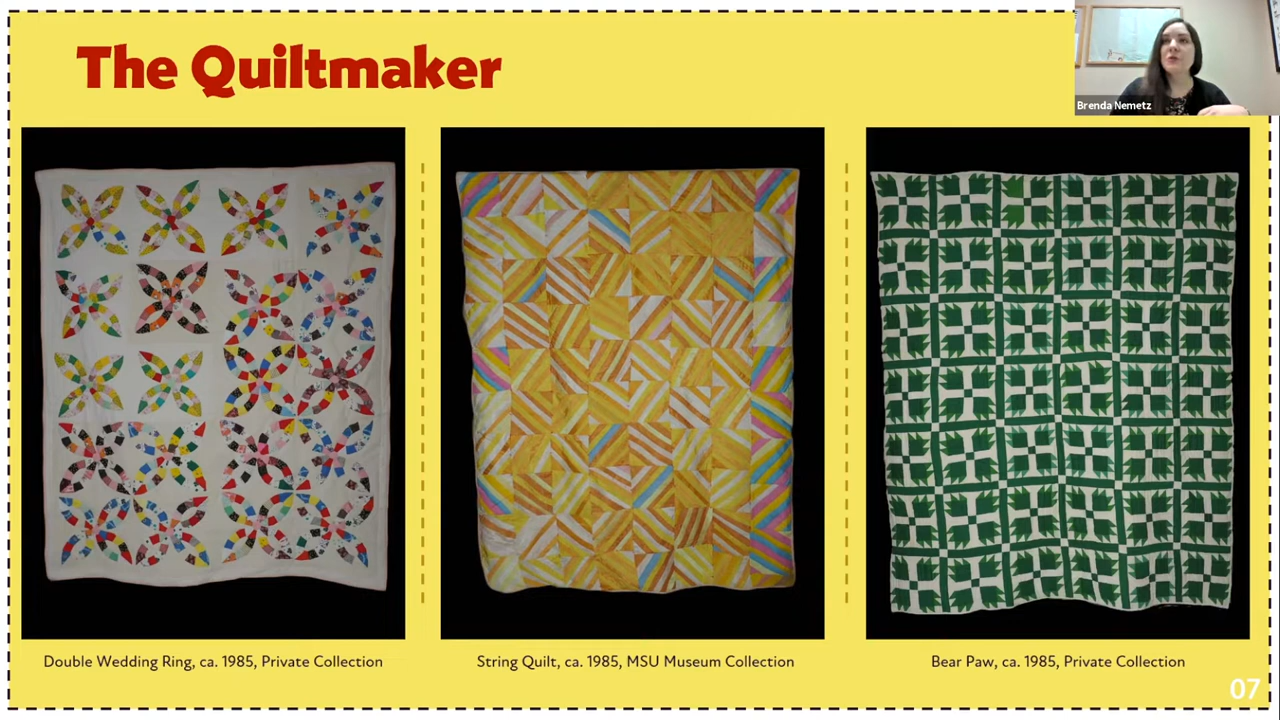 The Quiltmaker
Brenda Nemetz
Double Wedding Ring, ca. 1985, Private Collection
String Quilt, ca. 1985, MSU Museum Collection
Bear Paw, ca. 1985, Private Collection
07